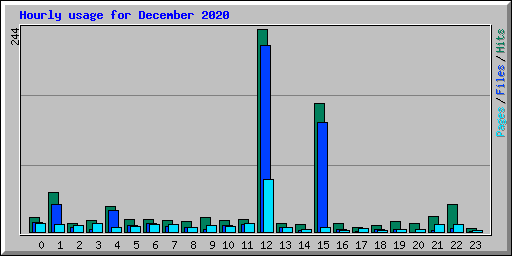 Hourly usage for December 2020
244
Pages/Files/Hits
0 1 2 3 4 5 6 7 8 9 10 11 12 13 14 15 16 17 18 19 20 21 22 23